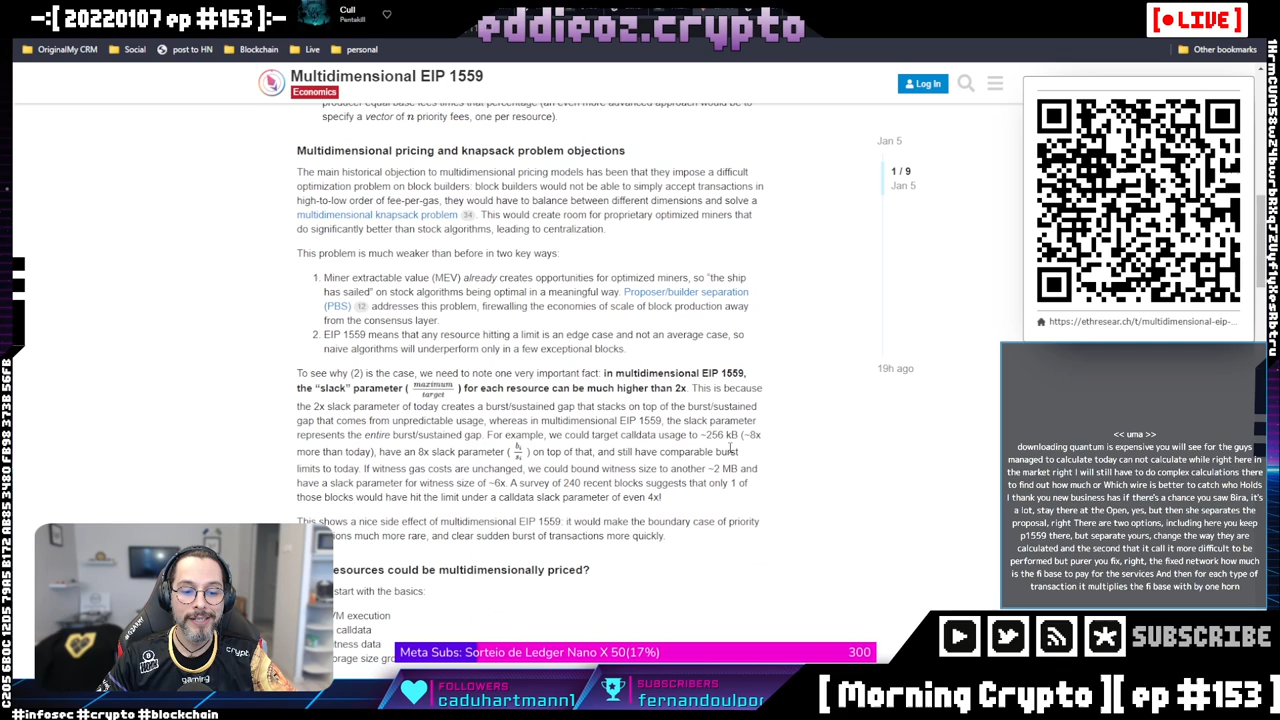 -:[ 20220107 ep #153 ]:-
Cull
Pentakill
eddieoz.crypto
[ LIVE ]
OriginalMy CRM
Social
post to HN
Blockchain
Live
personal
Other bookmarks
Multidimensional EIP 1559
Economics
Log In
producer equal base fees times that percentage (an even more advanced approach would be to
specify a vector of n priority fees, one per resource).
Multidimensional pricing and knapsack problem objections
The main historical objection to multidimensional pricing models has been that they impose a difficult
optimization problem on block builders: block builders would not be able to simply accept transactions in
high-to-low order of fee-per-gas, they would have to balance between different dimensions and solve a
multidimensional knapsack problem 34 . This would create room for proprietary optimized miners that
do significantly better than stock algorithms, leading to centralization.
This problem is much weaker than before in two key ways:
1. Miner extractable value (MEV) already creates opportunities for optimized miners, so “the ship
has sailed” on stock algorithms being optimal in a meaningful way. Proposer/builder separation
(PBS) 12 addresses this problem, firewalling the economies of scale of block production away
from the consensus layer.
2. EIP 1559 means that any resource hitting a limit is an edge case and not an average case, so
naive algorithms will underperform only in a few exceptional blocks.
To see why (2) is the case, we need to note one very important fact: in multidimensional EIP 1559,
the “slack” parameter ( maximum/target ) for each resource can be much higher than 2x. This is because
the 2x slack parameter of today creates a burst/sustained gap that stacks on top of the burst/sustained
gap that comes from unpredictable usage, whereas in multidimensional EIP 1559, the slack parameter
represents the entire burst/sustained gap. For example, we could target calldata usage to ~256 kB (~8x
more than today), have an 8x slack parameter ( bᵢ/sᵢ ) on top of that, and still have comparable burst
limits to today. If witness gas costs are unchanged, we could bound witness size to another ~2 MB and
have a slack parameter for witness size of ~6x. A survey of 240 recent blocks suggests that only 1 of
those blocks would have hit the limit under a calldata slack parameter of even 4x!
This shows a nice side effect of multidimensional EIP 1559: it would make the boundary case of priority
ons much more rare, and clear sudden burst of transactions more quickly.
esources could be multidimensionally priced?
start with the basics:
M execution
calldata
tness data
orage size gro
Jan 5
1 / 9
Jan 5
19h ago
https://ethresear.ch/t/multidimensional-eip-...
<< uma >>
downloading quantum is expensive you will see for the guys
managed to calculate today can not calculate while right here in
the market right I will still have to do complex calculations there
to find out how much or Which wire is better to catch who Holds
I thank you new business has if there's a chance you saw Bira, it's
a lot, stay there at the Open, yes, but then she separates the
proposal, right There are two options, including here you keep
p1559 there, but separate yours, change the way they are
calculated and the second that it call it more difficult to be
performed but purer you fix, right, the fixed network how much
is the fi base to pay for the services And then for each type of
transaction it multiplies the fi base with by one horn
Meta Subs: Sorteio de Ledger Nano X 50(17%)
300
FOLLOWERS
caduhartmann1
SUBSCRIBERS
fernandoulpor
SUBSCRIBE
[ Morning Crypto ][ ep #153 ]